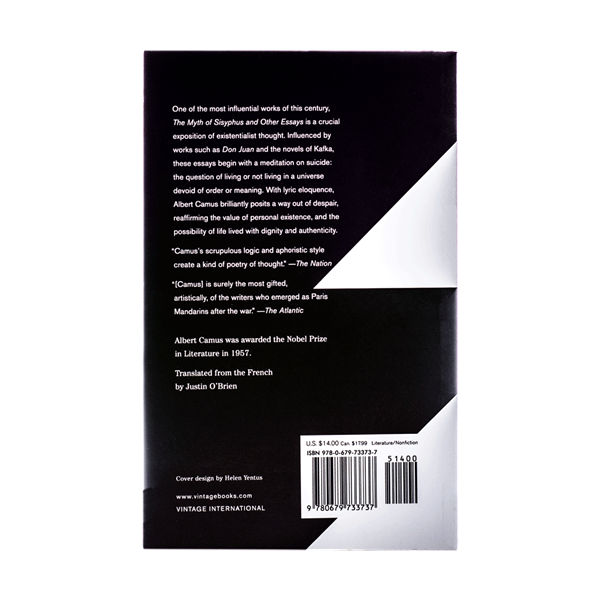 One of the most influential works of this century,
The Myth of Sisyphus and Other Essays is a crucial
exposition of existentialist thought. Influenced by
works such as Don Juan and the novels of Kafka,
these essays begin with a meditation on suicide:
the question of living or not living in a universe
devoid of order or meaning. With lyric eloquence,
Albert Camus brilliantly posits a way out of despair,
reaffirming the value of personal existence, and the
possibility of life lived with dignity and authenticity.
“Camus's scrupulous logic and aphoristic style
create a kind of poetry of thought.” —The Nation
“[Camus] is surely the most gifted,
artistically, of the writers who emerged as Paris
Mandarins after the war.” —The Atlantic
Albert Camus was awarded the Nobel Prize
in Literature in 1957.
Translated from the French
by Justin O'Brien
U.S. $14.00 Can. $17.99 Literature/Nonfiction
ISBN 978-0-679-73373-7
51400
9 780679 733737
Cover design by Helen Yentus
www.vintagebooks.com
VINTAGE INTERNATIONAL